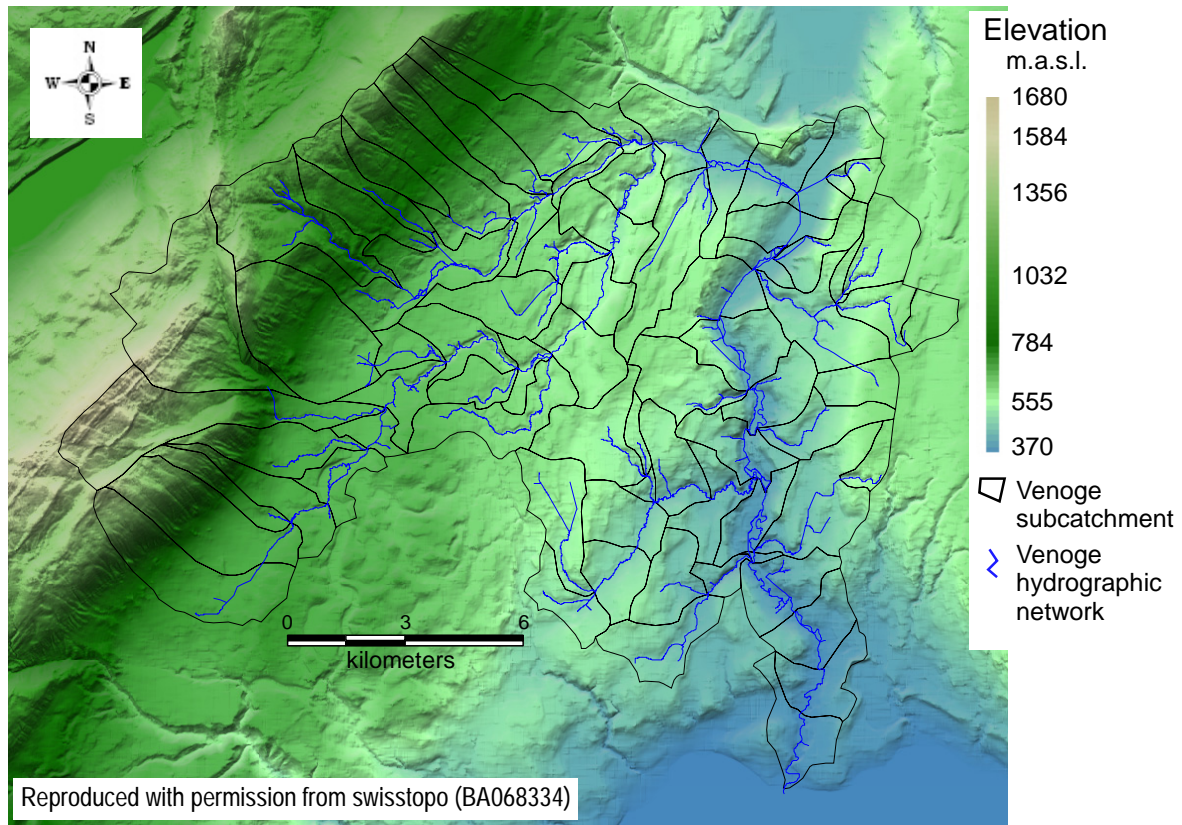 N
W E
S
Elevation
m.a.s.l.
1680
1584
1356
1032
784
555
370
Venoge
subcatchment
Venoge
hydrographic
network
0 3 6
kilometers
Reproduced with permission from swisstopo (BA068334)